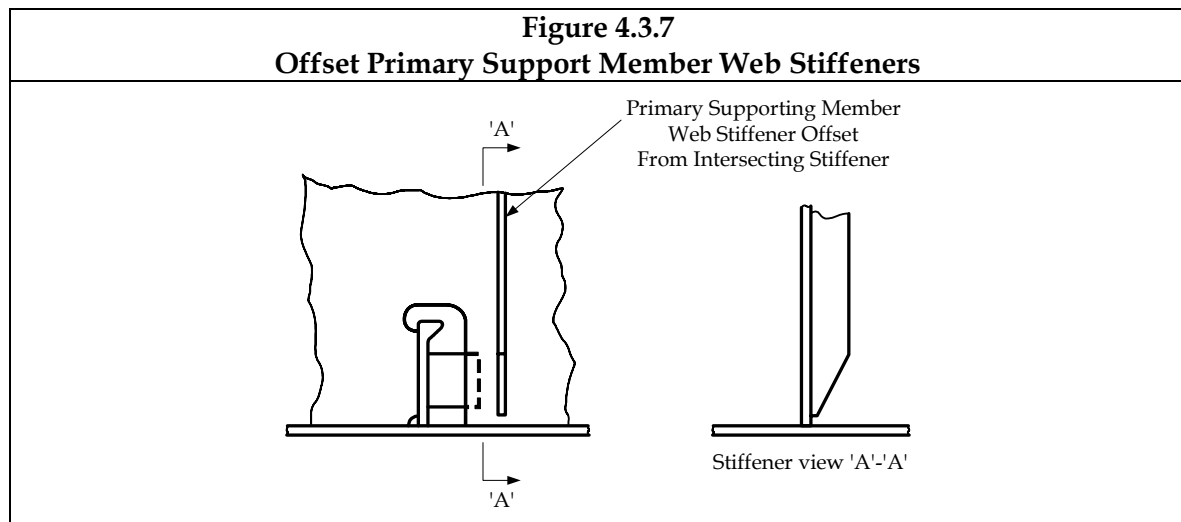 Figure 4.3.7
Offset Primary Support Member Web Stiffeners
'A'
Primary Supporting Member
Web Stiffener Offset
From Intersecting Stiffener
Stiffener view 'A'-'A'
'A'